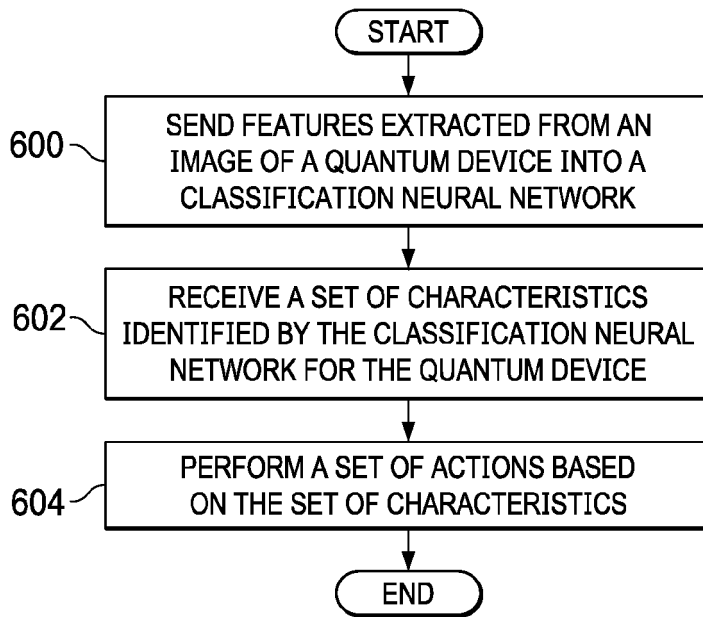 START
600
SEND FEATURES EXTRACTED FROM AN
IMAGE OF A QUANTUM DEVICE INTO A
CLASSIFICATION NEURAL NETWORK
602
RECEIVE A SET OF CHARACTERISTICS
IDENTIFIED BY THE CLASSIFICATION NEURAL
NETWORK FOR THE QUANTUM DEVICE
604
PERFORM A SET OF ACTIONS BASED
ON THE SET OF CHARACTERISTICS
END